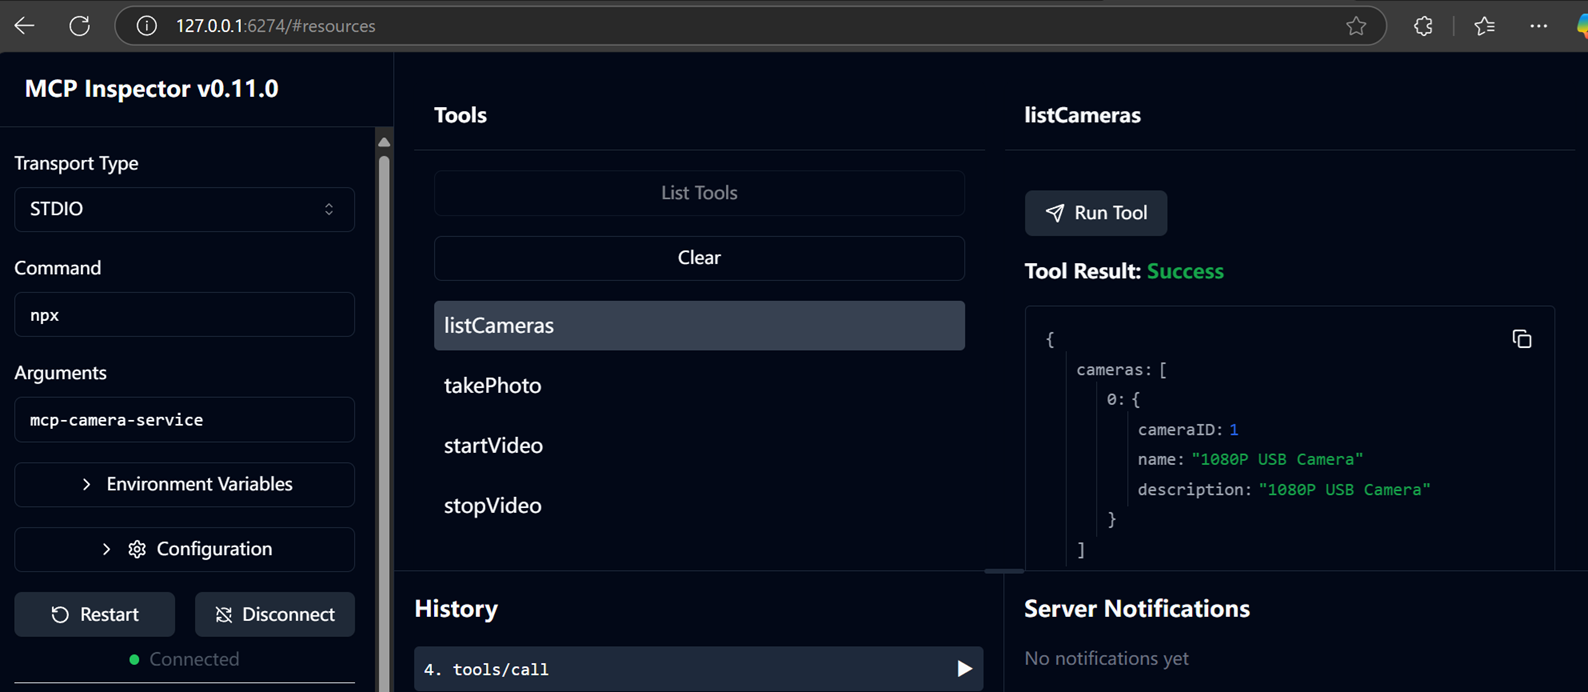 127.0.0.1:6274/#resources
MCP Inspector v0.11.0
Transport Type
STDIO
Command
npx
Arguments
mcp-camera-service
Environment Variables
Configuration
Restart
Disconnect
Connected
Tools
List Tools
Clear
listCameras
takePhoto
startVideo
stopVideo
listCameras
Run Tool
Tool Result: Success
{
cameras: [
0: {
cameraID: 1
name: "1080P USB Camera"
description: "1080P USB Camera"
}
]
History
4. tools/call
Server Notifications
No notifications yet